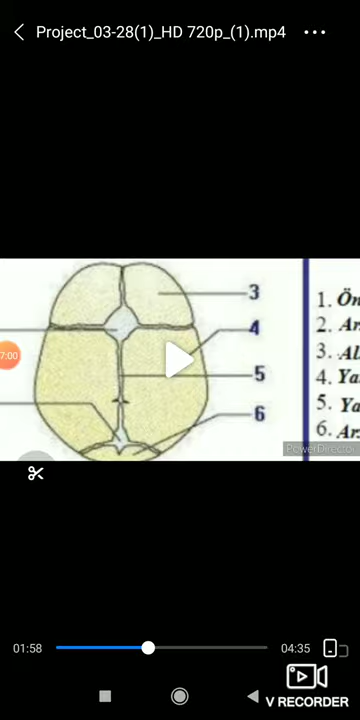 Project_03-28(1)_HD 720p_(1).mp4
3
4
5
6
1. Ön
2. Ar
3. Al
4. Ya
5. Ya
6. Ar
7:00
PowerDirector
01:58
04:35
V RECORDER